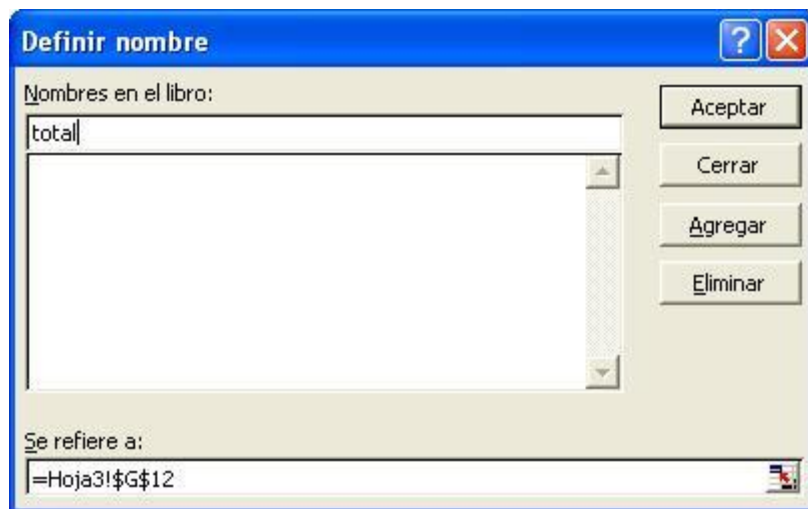 Definir nombre
Nombres en el libro:
total
Aceptar
Cerrar
Agregar
Eliminar
Se refiere a:
=Hoja3!$G$12